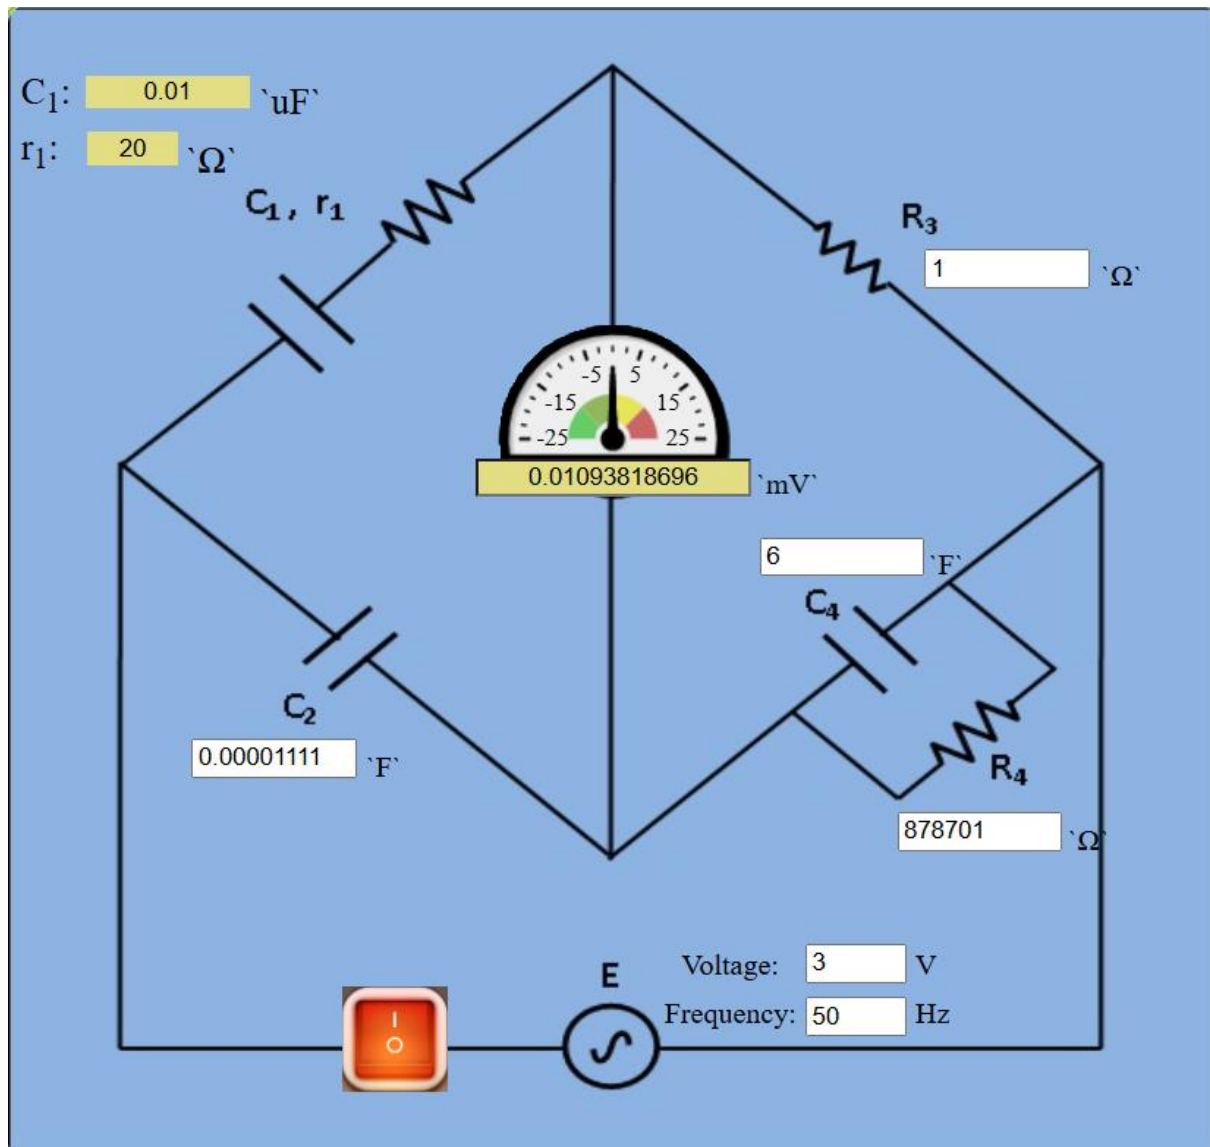 C1: 0.01 `uF`
r1: 20 `Ω`
C1 , r1
R3
1 `Ω`
-25 -15 -5 5 15 25
0.01093818696 `mV`
6 `F`
C4
C2
0.00001111 `F`
R4
878701 `Ω`
E
Voltage: 3 V
Frequency: 50 Hz
I
O